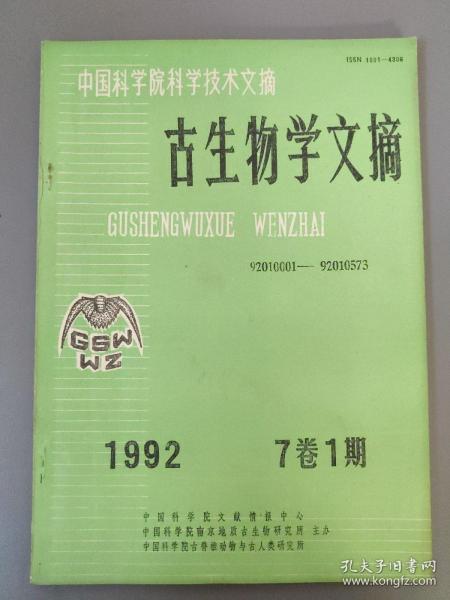 ISSN 1001-4306
中国科学院科学技术文摘
古生物学文摘
GUSHENGWUXUE WENZHAI
92010001—92010573
GSW
WZ
1992 7卷1期
中国科学院文献情报中心
中国科学院南京地质古生物研究所 主办
中国科学院古脊椎动物与古人类研究所
孔夫子旧书网